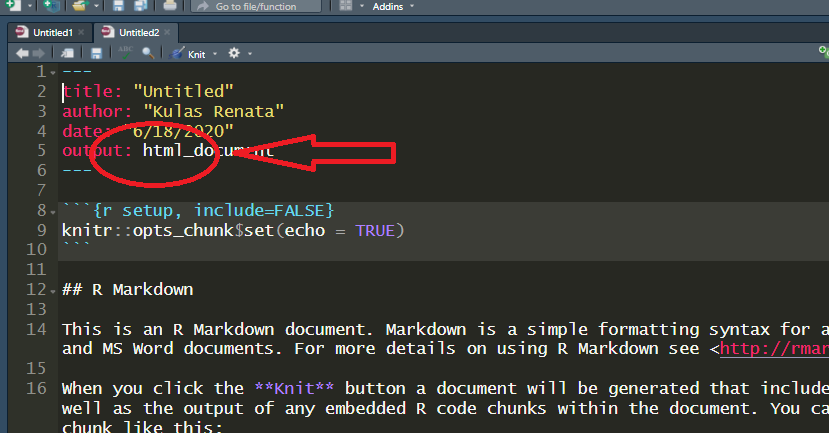 Go to file/function Addins
Untitled1 Untitled2
ABC Knit
1 ---
2 title: "Untitled"
3 author: "Kulas Renata"
4 date: "6/18/2020"
5 output: html_document
6 ---
7
8 ```{r setup, include=FALSE}
9 knitr::opts_chunk$set(echo = TRUE)
10 ```
11
12 ## R Markdown
13
14 This is an R Markdown document. Markdown is a simple formatting syntax for a
and MS Word documents. For more details on using R Markdown see <http://rmar
15
16 When you click the **Knit** button a document will be generated that include
well as the output of any embedded R code chunks within the document. You ca
chunk like this: